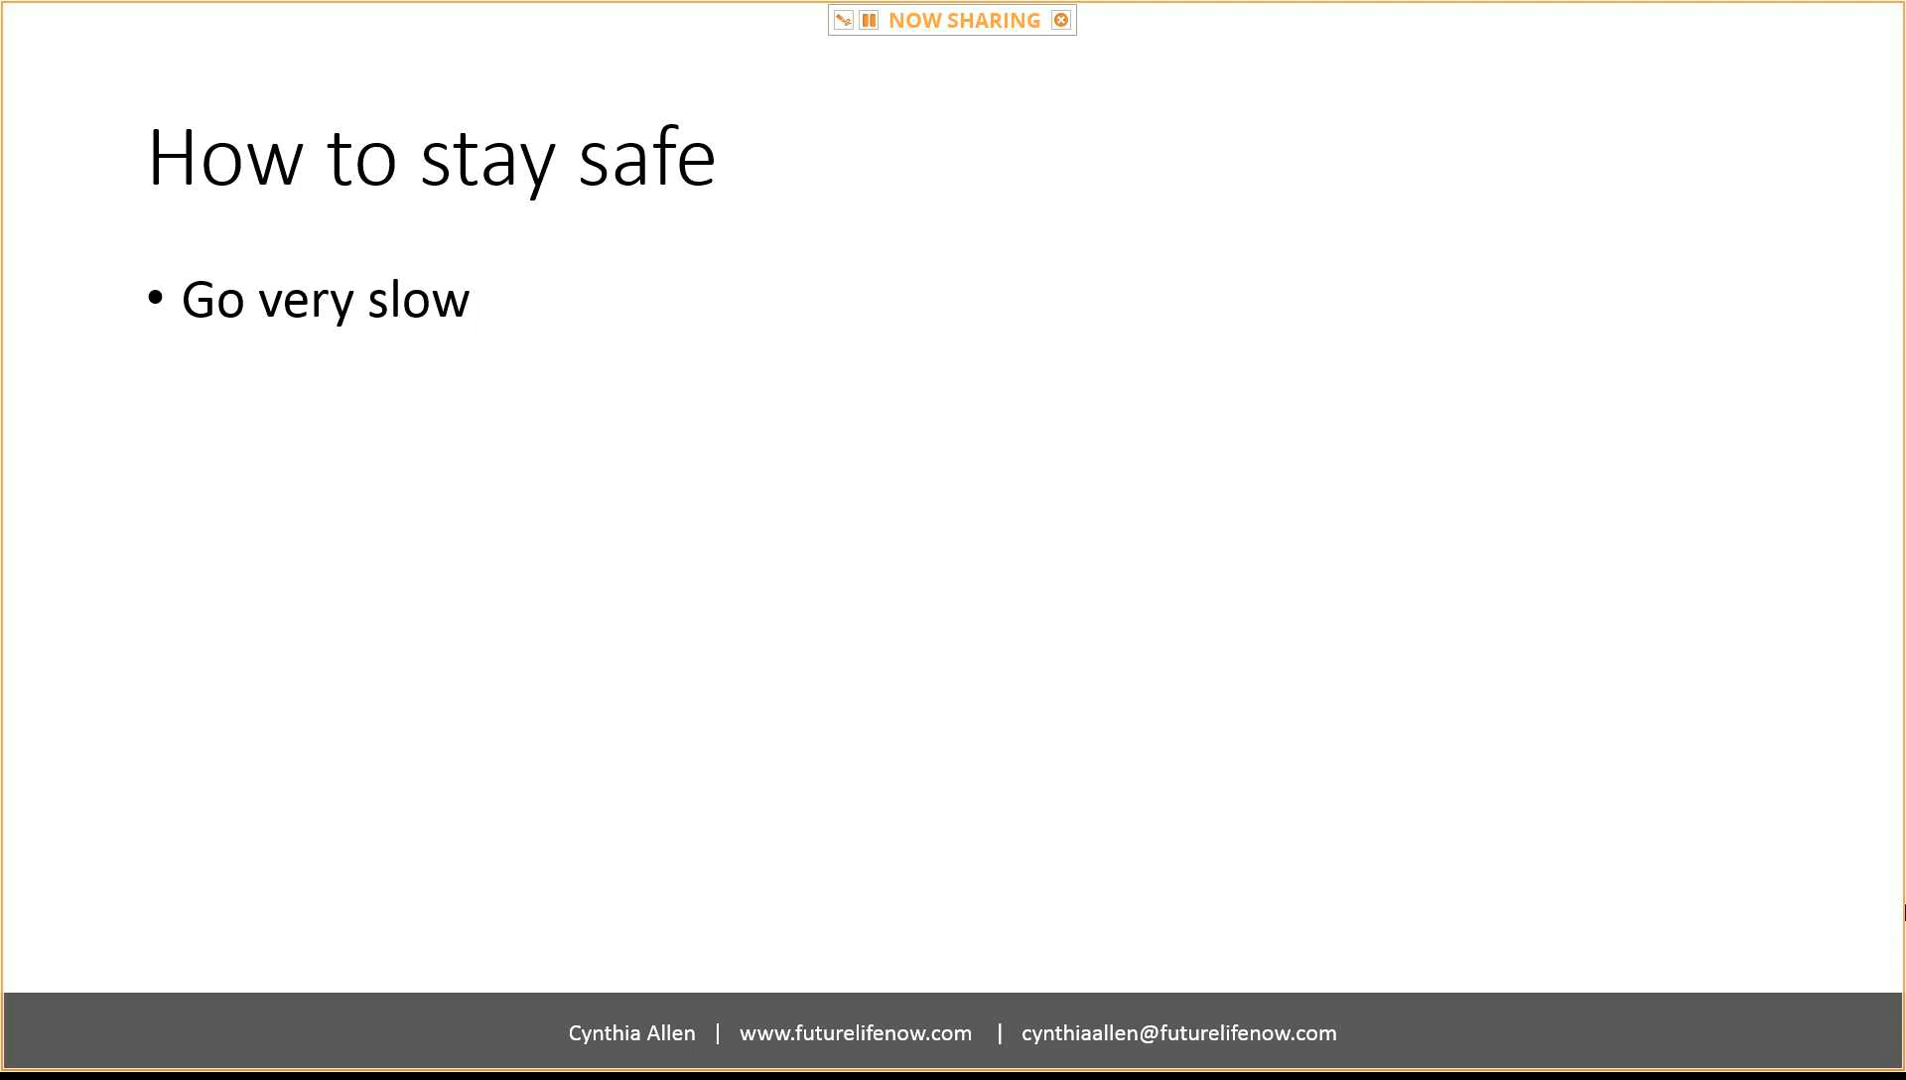 NOW SHARING
How to stay safe
• Go very slow
Cynthia Allen | www.futurelifenow.com | cynthiaallen@futurelifenow.com